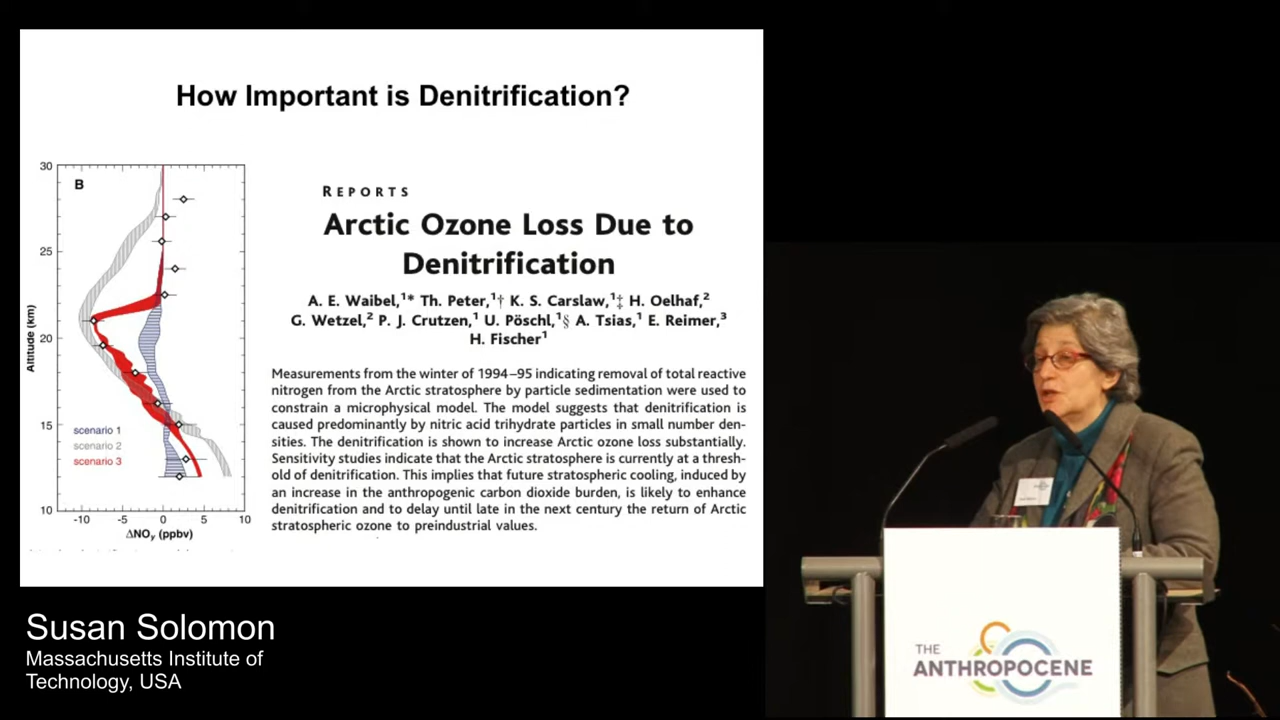 How Important is Denitrification?
30
25
20
15
10
Altitude (km)
B
scenario 1
scenario 2
scenario 3
-10 -5 0 5 10
ΔNOy (ppbv)
REPORTS
Arctic Ozone Loss Due to
Denitrification
A. E. Waibel,1* Th. Peter,1† K. S. Carslaw,1‡ H. Oelhaf,2
G. Wetzel,2 P. J. Crutzen,1 U. Pöschl,1§ A. Tsias,1 E. Reimer,3
H. Fischer1
Measurements from the winter of 1994–95 indicating removal of total reactive
nitrogen from the Arctic stratosphere by particle sedimentation were used to
constrain a microphysical model. The model suggests that denitrification is
caused predominantly by nitric acid trihydrate particles in small number den-
sities. The denitrification is shown to increase Arctic ozone loss substantially.
Sensitivity studies indicate that the Arctic stratosphere is currently at a thresh-
old of denitrification. This implies that future stratospheric cooling, induced by
an increase in the anthropogenic carbon dioxide burden, is likely to enhance
denitrification and to delay until late in the next century the return of Arctic
stratospheric ozone to preindustrial values.
Susan Solomon
Massachusetts Institute of
Technology, USA
THE
ANTHROPOCENE